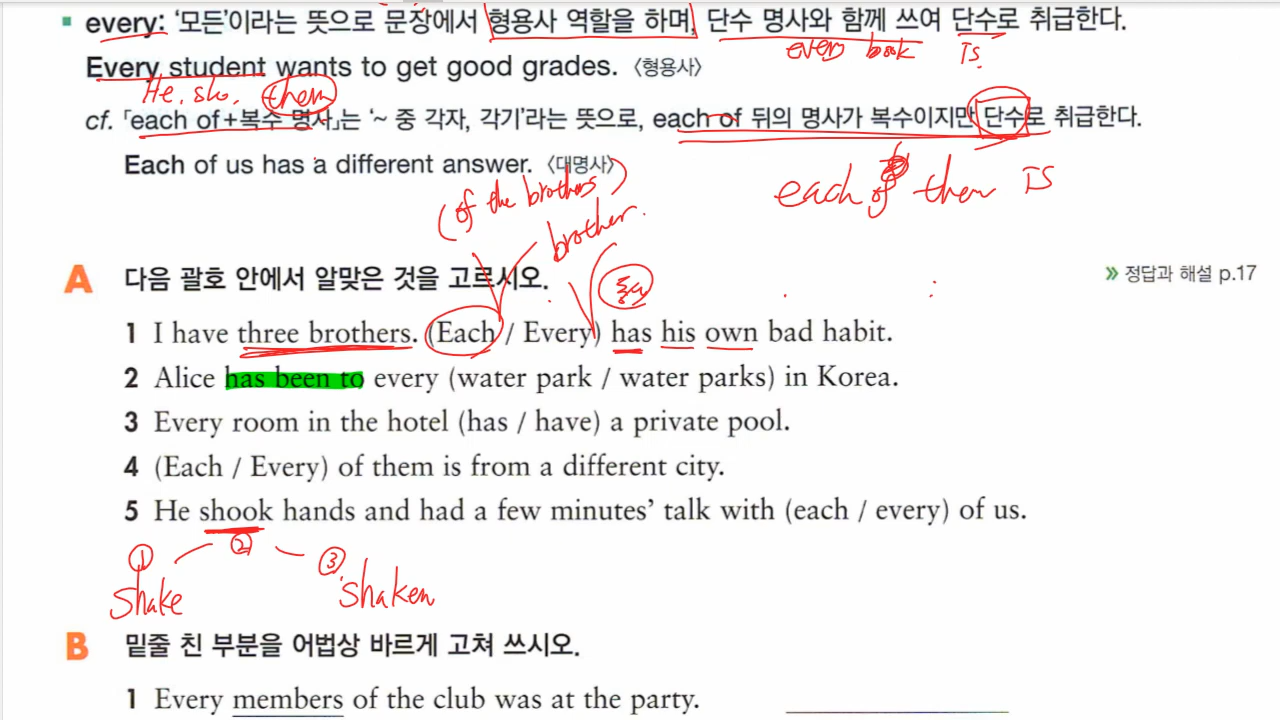 every: ‘모든’이라는 뜻으로 문장에서 형용사 역할을 하며, 단수 명사와 함께 쓰여 단수로 취급한다.
every book is
Every student wants to get good grades. 〈형용사〉
He. she. them
cf. 「each of+복수 명사」는 ‘~ 중 각자, 각기’라는 뜻으로, each of 뒤의 명사가 복수이지만 단수로 취급한다.
Each of us has a different answer. 〈대명사〉
each of them is
(of the brothers)
brother.
A 다음 괄호 안에서 알맞은 것을 고르시오.
» 정답과 해설 p.17
1 I have three brothers. (Each / Every) has his own bad habit.
2 Alice has been to every (water park / water parks) in Korea.
3 Every room in the hotel (has / have) a private pool.
4 (Each / Every) of them is from a different city.
5 He shook hands and had a few minutes’ talk with (each / every) of us.
① ② ③
shake shaken
B 밑줄 친 부분을 어법상 바르게 고쳐 쓰시오.
1 Every members of the club was at the party.